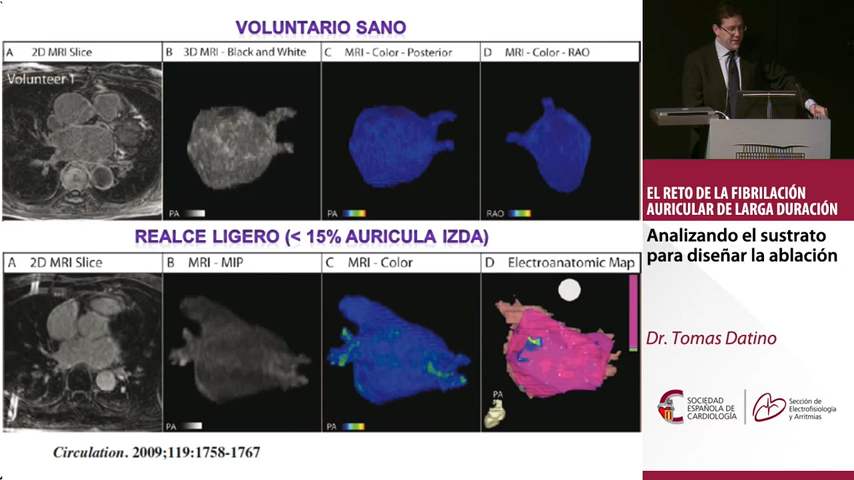 VOLUNTARIO SANO
A 2D MRI Slice
B 3D MRI - Black and White
C MRI - Color - Posterior
D MRI - Color - RAO
Volunteer 1
PA
PA
RAO
REALCE LIGERO (< 15% AURICULA IZDA)
A 2D MRI Slice
B MRI - MIP
C MRI - Color
D Electroanatomic Map
PA
PA
PA
Circulation. 2009;119:1758-1767
EL RETO DE LA FIBRILACIÓN
AURICULAR DE LARGA DURACIÓN
Analizando el sustrato
para diseñar la ablación
Dr. Tomas Datino
SOCIEDAD
ESPAÑOLA DE
CARDIOLOGÍA
Sección de
Electrofisiología
y Arritmias